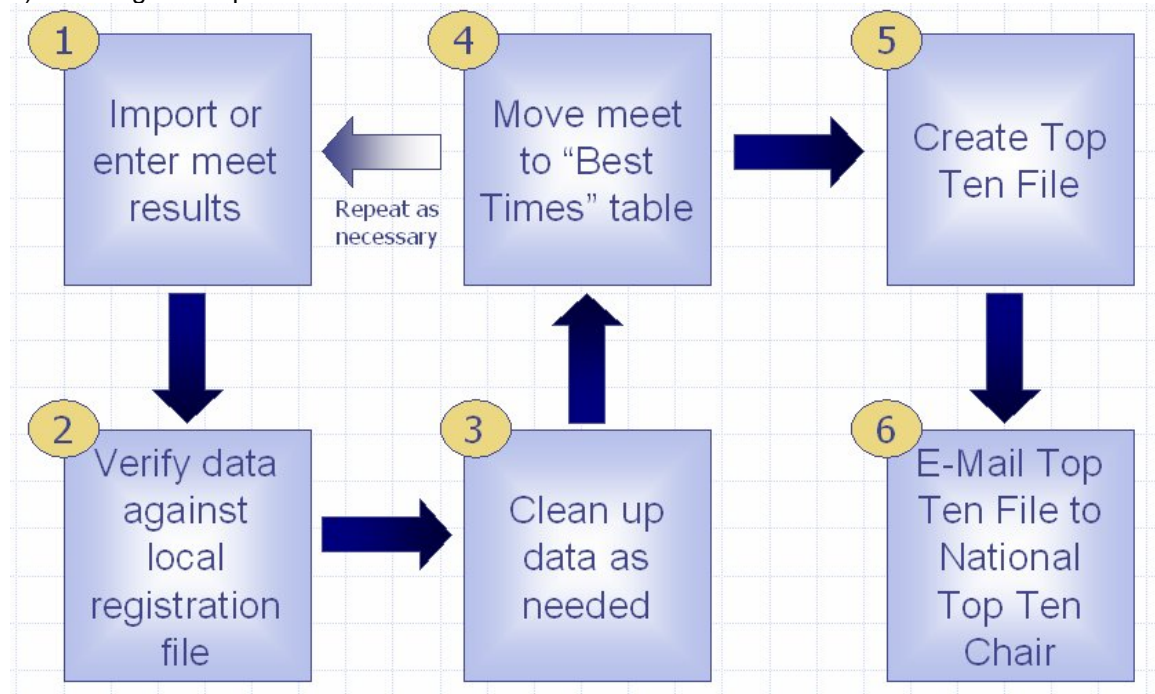 1
Import or
enter meet
results
2
Verify data
against
local
registration
file
3
Clean up
data as
needed
4
Move meet
to “Best
Times” table
Repeat as
necessary
5
Create Top
Ten File
6
E-Mail Top
Ten File to
National
Top Ten
Chair